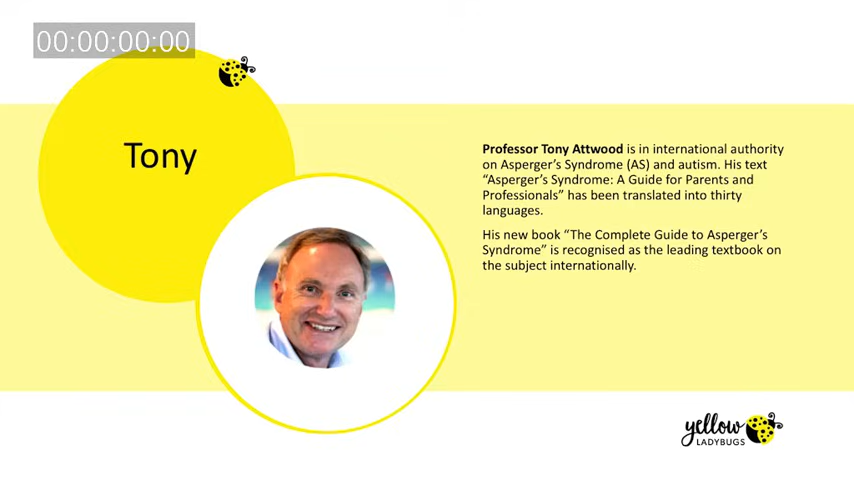 00:00:00:00
Tony
Professor Tony Attwood is in international authority
on Asperger’s Syndrome (AS) and autism. His text
“Asperger’s Syndrome: A Guide for Parents and
Professionals” has been translated into thirty
languages.
His new book “The Complete Guide to Asperger’s
Syndrome” is recognised as the leading textbook on
the subject internationally.
yellow
LADYBUGS